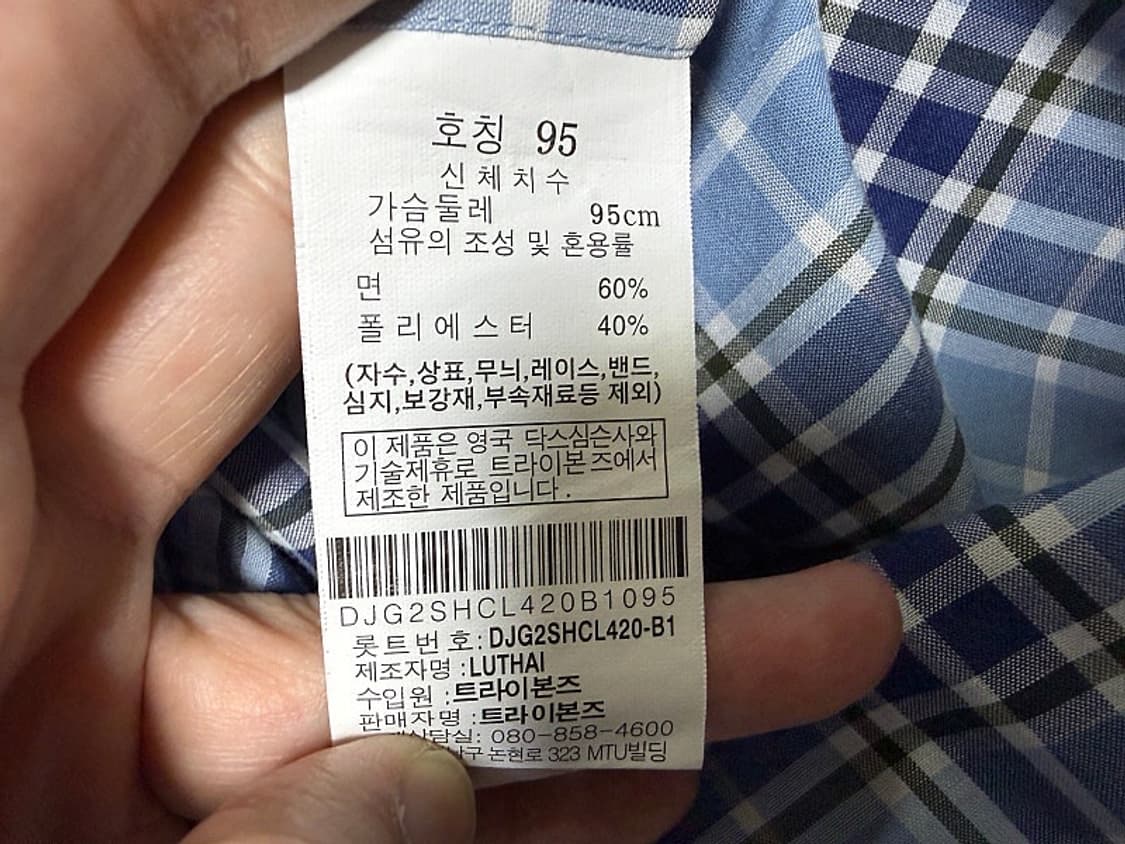 호칭 95
신체치수
가슴둘레 95cm
섬유의 조성 및 혼용률
면 60%
폴리에스터 40%
(자수,상표,무늬,레이스,밴드,
심지,보강재,부속재료등 제외)
이 제품은 영국 닥스심슨사와
기술제휴로 트라이본즈에서
제조한 제품입니다.
DJG2SHCL420B1095
롯트번호:DJG2SHCL420-B1
제조자명:LUTHAI
수입원:트라이본즈
판매자명:트라이본즈
상담실: 080-858-4600
논현로 323 MTU빌딩